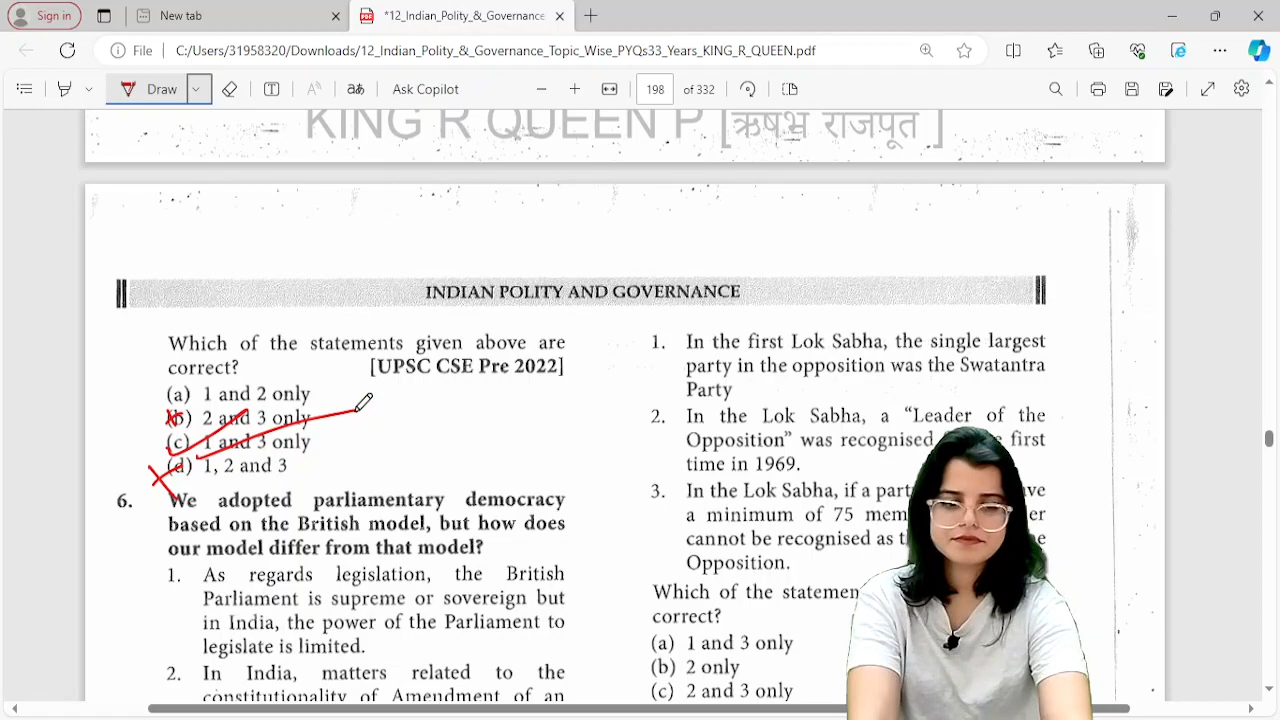 Sign in
New tab
*12_Indian_Polity_&_Governance
File C:/Users/31958320/Downloads/12_Indian_Polity_&_Governance_Topic_Wise_PYQs33_Years_KING_R_QUEEN.pdf
Draw
Ask Copilot
198 of 332
KING R QUEEN P [ऋषभ राजपूत ]
INDIAN POLITY AND GOVERNANCE
Which of the statements given above are
correct? [UPSC CSE Pre 2022]
(a) 1 and 2 only
(b) 2 and 3 only
(c) 1 and 3 only
(d) 1, 2 and 3
6. We adopted parliamentary democracy
based on the British model, but how does
our model differ from that model?
1. As regards legislation, the British
Parliament is supreme or sovereign but
in India, the power of the Parliament to
legislate is limited.
2. In India, matters related to the
constitutionality of Amendment of an
1. In the first Lok Sabha, the single largest
party in the opposition was the Swatantra
Party
2. In the Lok Sabha, a “Leader of the
Opposition” was recognised first
time in 1969.
3. In the Lok Sabha, if a
a minimum of 75
cannot be recognised as
Opposition.
Which of the
correct?
(a) 1 and 3 only
(b) 2 only
(c) 2 and 3 only